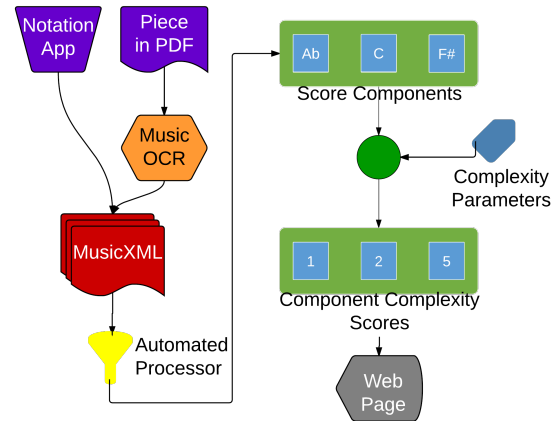 Notation
App
Piece
in PDF
Music
OCR
MusicXML
Automated
Processor
Ab C F#
Score Components
Complexity
Parameters
1 2 5
Component Complexity
Scores
Web
Page